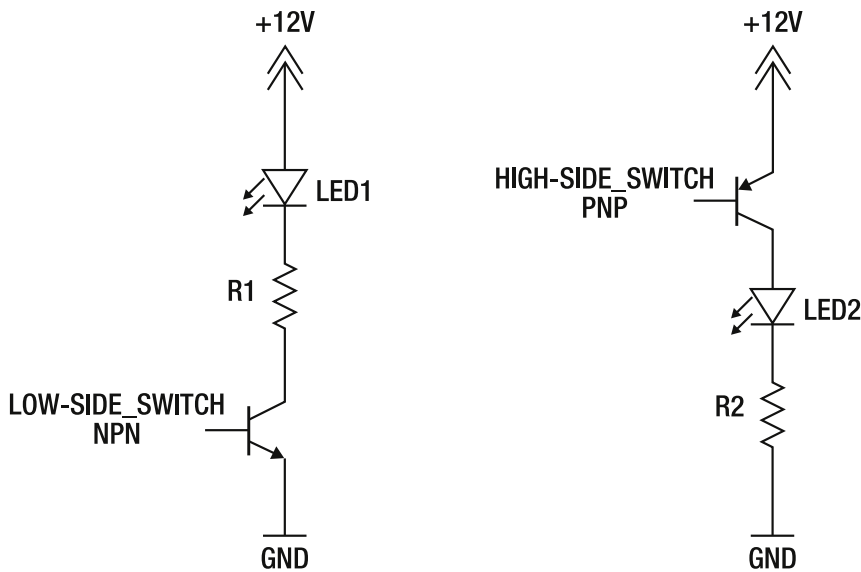 +12V
LED1
R1
LOW-SIDE_SWITCH
NPN
GND
+12V
HIGH-SIDE_SWITCH
PNP
LED2
R2
GND